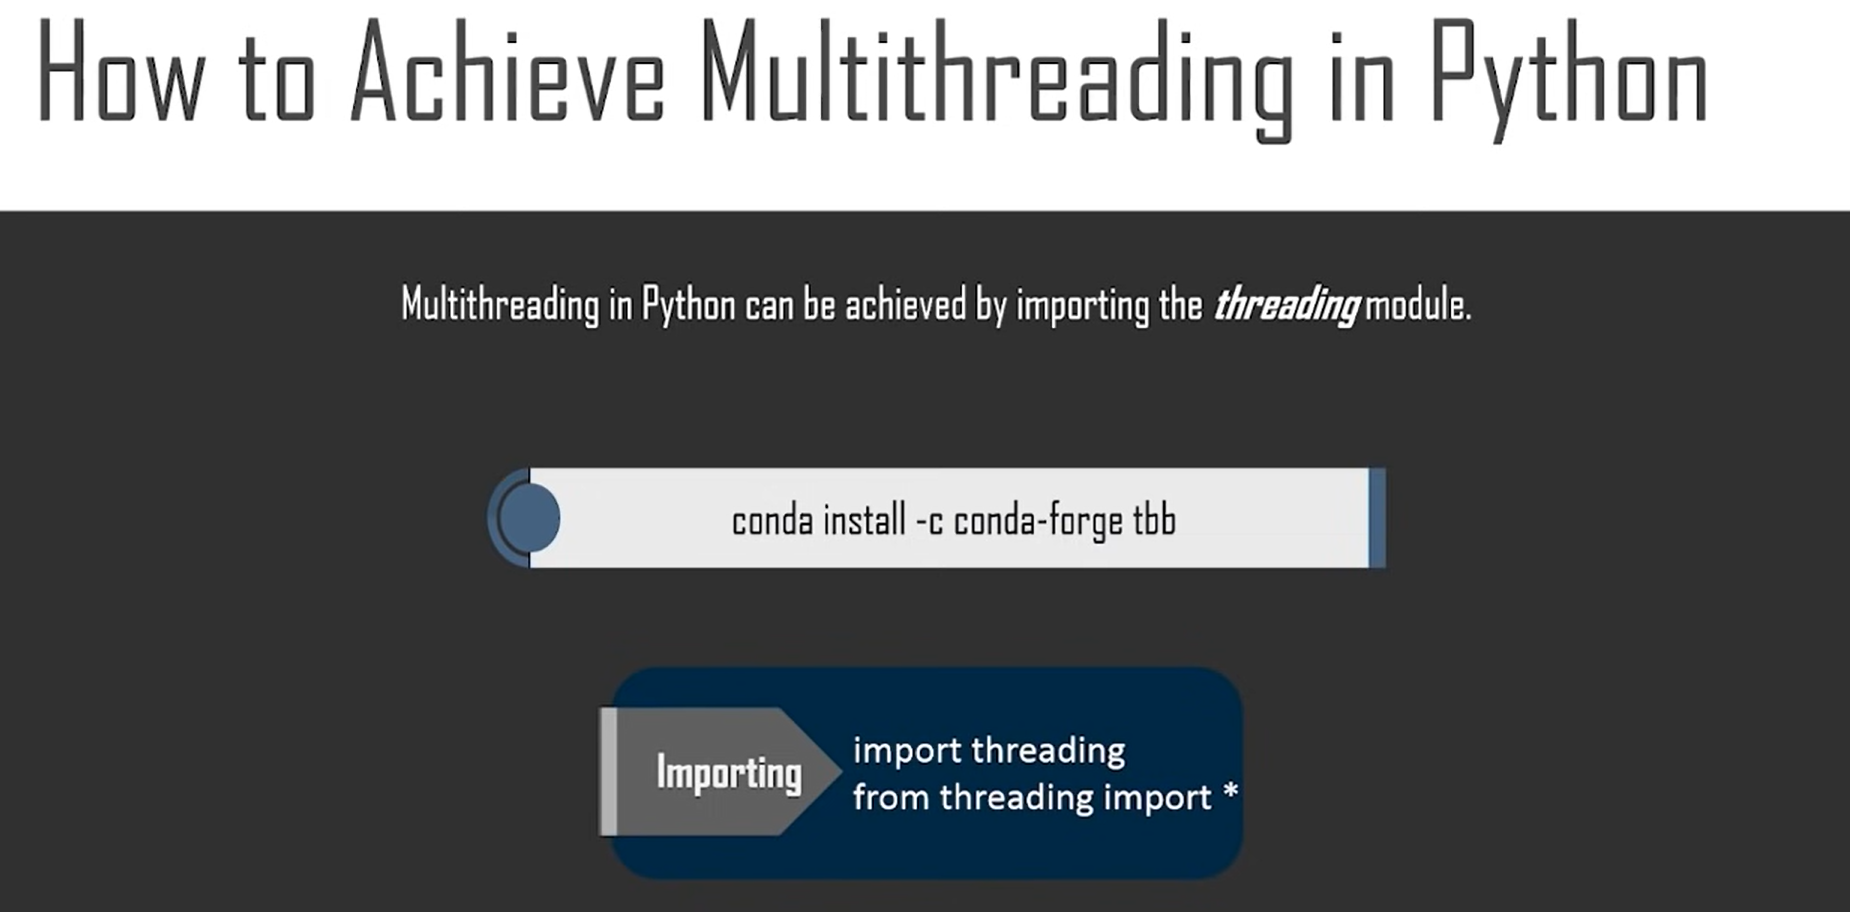 How to Achieve Multithreading in Python
Multithreading in Python can be achieved by importing the threading module.
conda install -c conda-forge tbb
Importing
import threading
from threading import *